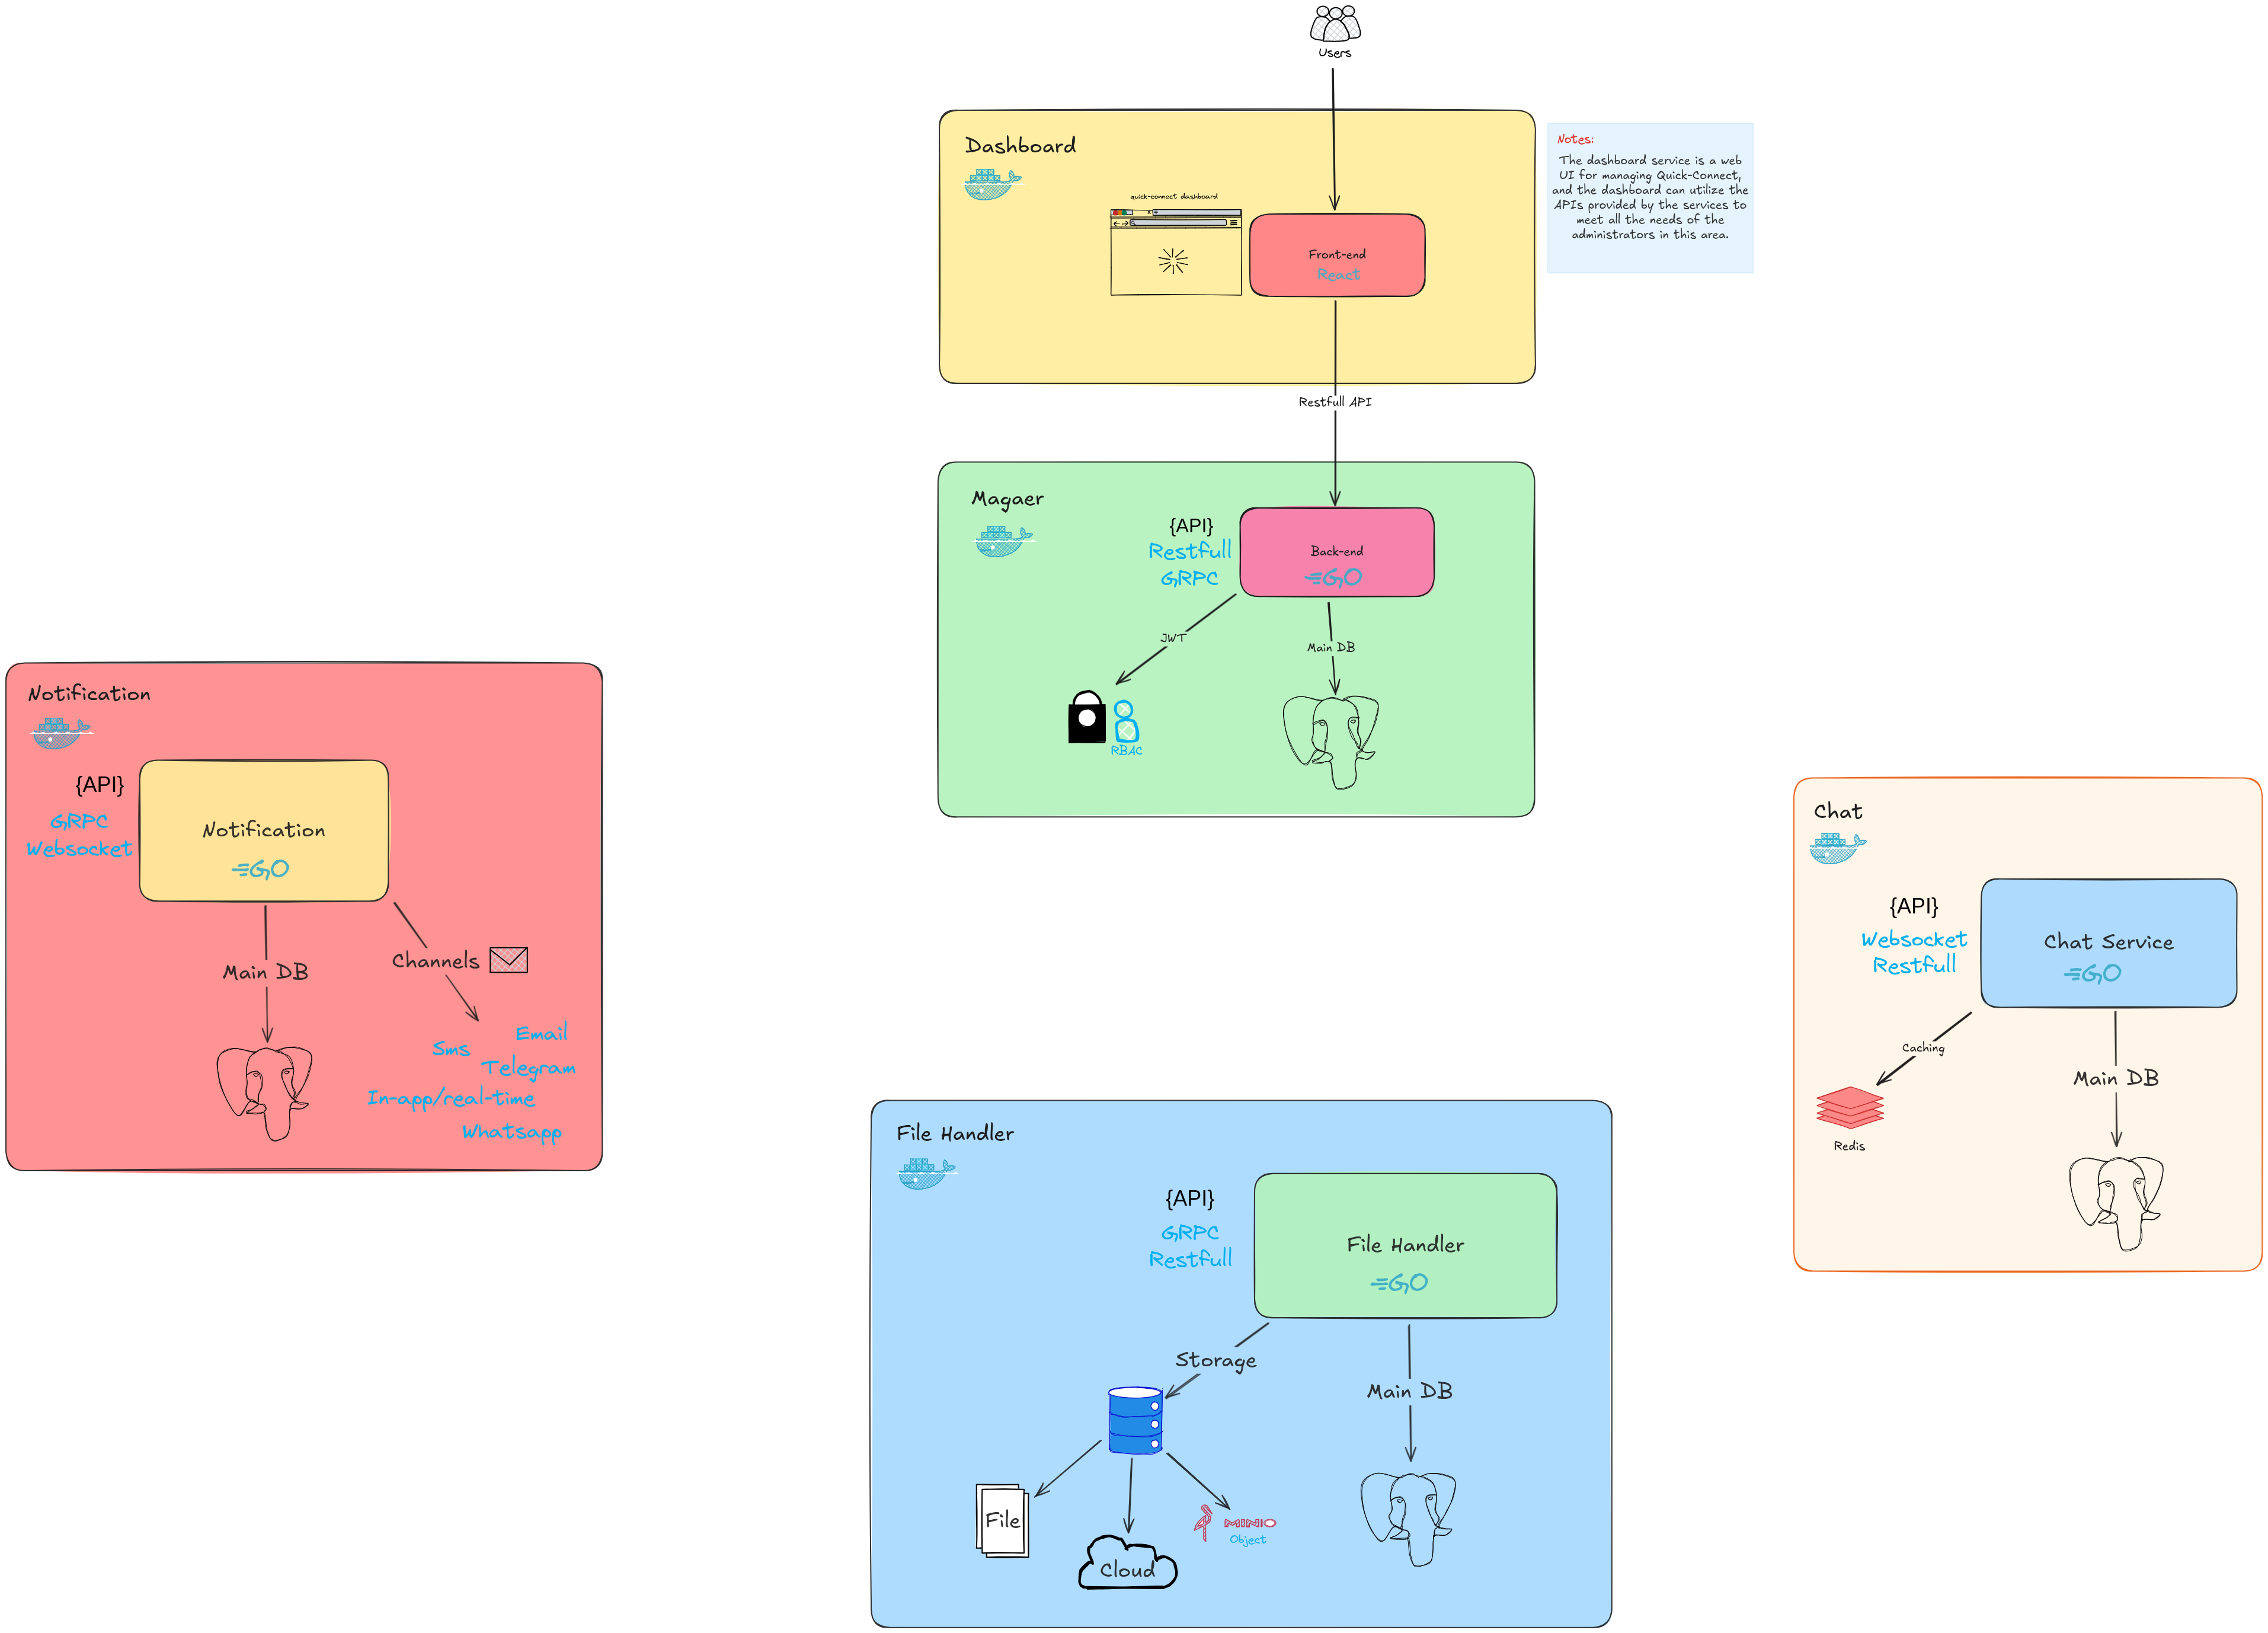 Users
Dashboard
quick-connect dashboard
Front-end
React
Notes:
The dashboard service is a web
UI for managing Quick-Connect,
and the dashboard can utilize the
APIs provided by the services to
meet all the needs of the
administrators in this area.
Restfull API
Magaer
{API}
Restfull
GRPC
Back-end
GO
JWT
Main DB
RBAC
Notification
{API}
GRPC
Websocket
Notification
GO
Main DB
Channels
Email
Sms
Telegram
In-app/real-time
Whatsapp
Chat
{API}
Websocket
Restfull
Chat Service
GO
Caching
Main DB
Redis
File Handler
{API}
GRPC
Restfull
File Handler
GO
Storage
Main DB
File
Cloud
MINIO
Object